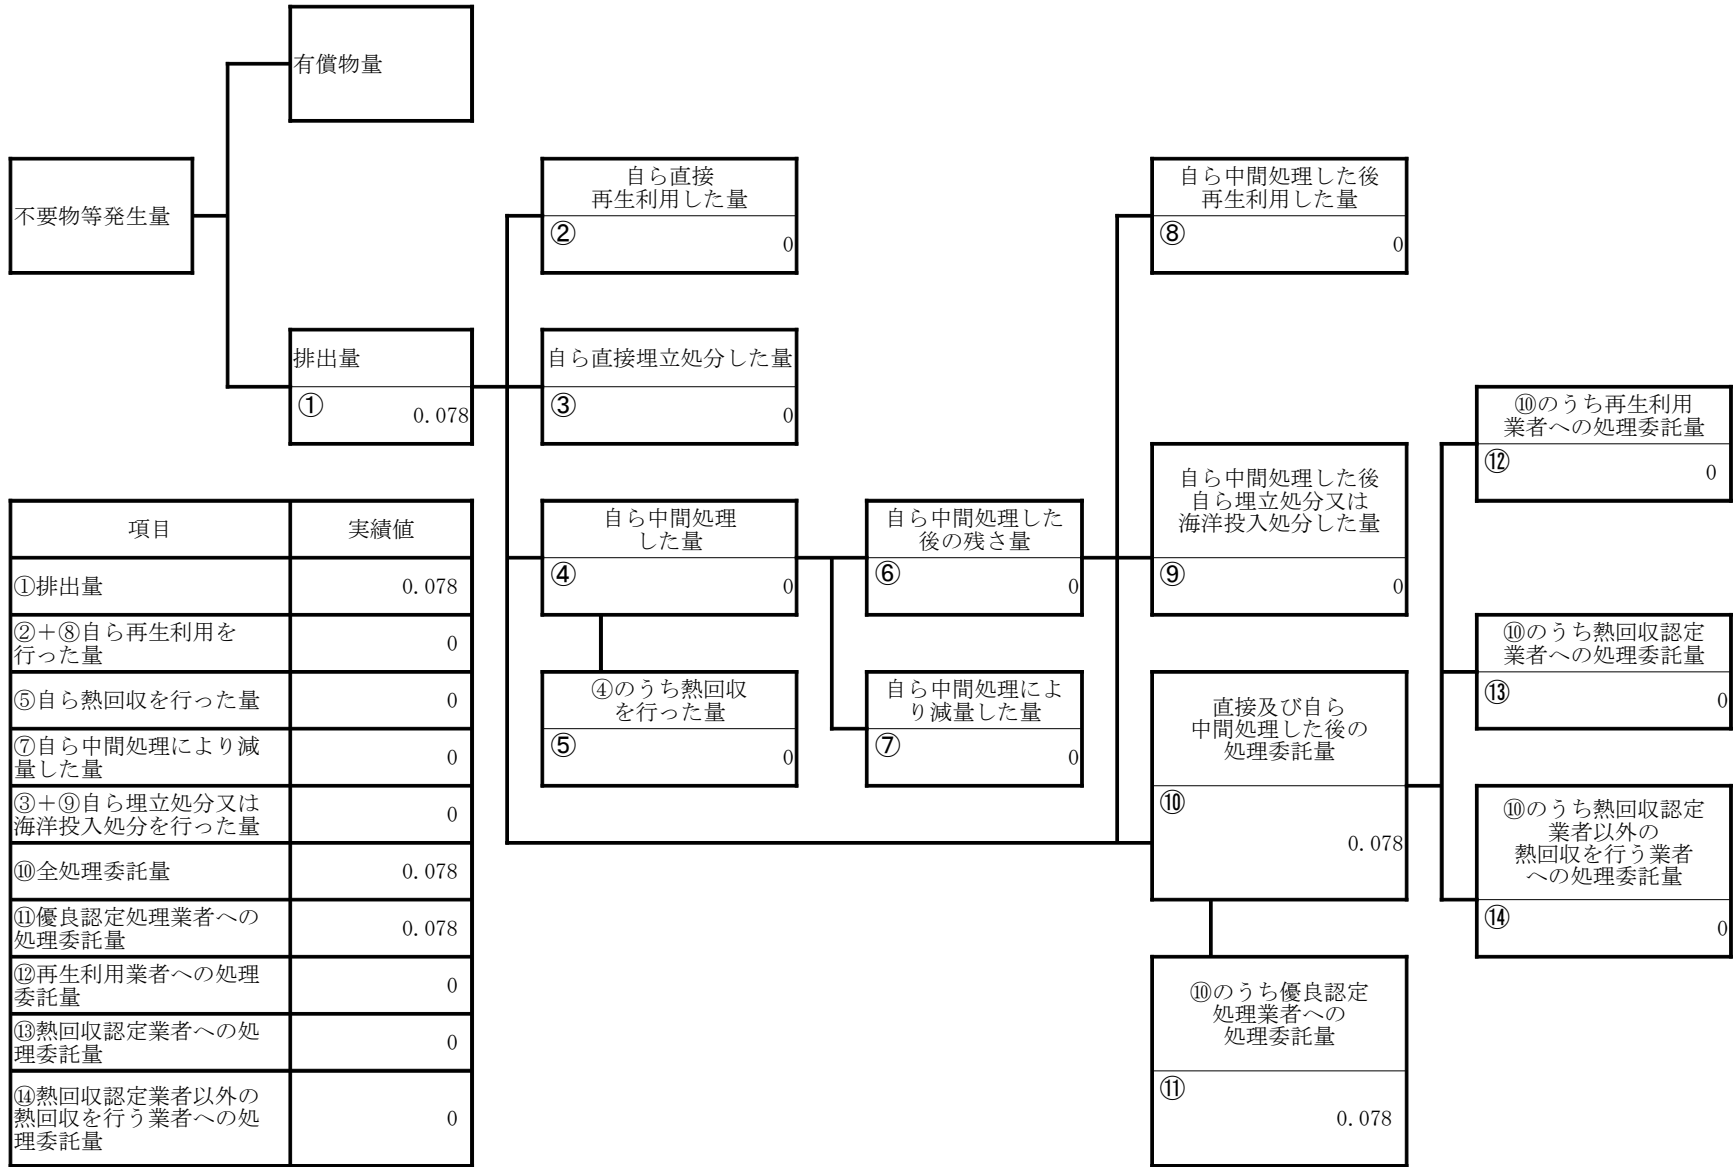 有償物量
不要物等発生量
自ら直接
再生利用した量
②
0
自ら中間処理した後
再生利用した量
⑧
0
排出量
①
0.078
自ら直接埋立処分した量
③
0
⑩のうち再生利用
業者への処理委託量
⑫
0
自ら中間処理
した量
④
0
自ら中間処理した
後の残さ量
⑥
0
自ら中間処理した後
自ら埋立処分又は
海洋投入処分した量
⑨
0
⑩のうち熱回収認定
業者への処理委託量
⑬
0
④のうち熱回収
を行った量
⑤
0
自ら中間処理によ
り減量した量
⑦
0
直接及び自ら
中間処理した後の
処理委託量
⑩
0.078
⑩のうち熱回収認定
業者以外の
熱回収を行う業者
への処理委託量
⑭
0
⑩のうち優良認定
処理業者への
処理委託量
⑪
0.078
項目 実績値
①排出量 0.078
②＋⑧自ら再生利用を
行った量
0
⑤自ら熱回収を行った量 0
⑦自ら中間処理により減
量した量
0
③＋⑨自ら埋立処分又は
海洋投入処分を行った量
0
⑩全処理委託量 0.078
⑪優良認定処理業者への
処理委託量
0.078
⑫再生利用業者への処理
委託量
0
⑬熱回収認定業者への処
理委託量
0
⑭熱回収認定業者以外の
熱回収を行う業者への処
理委託量
0